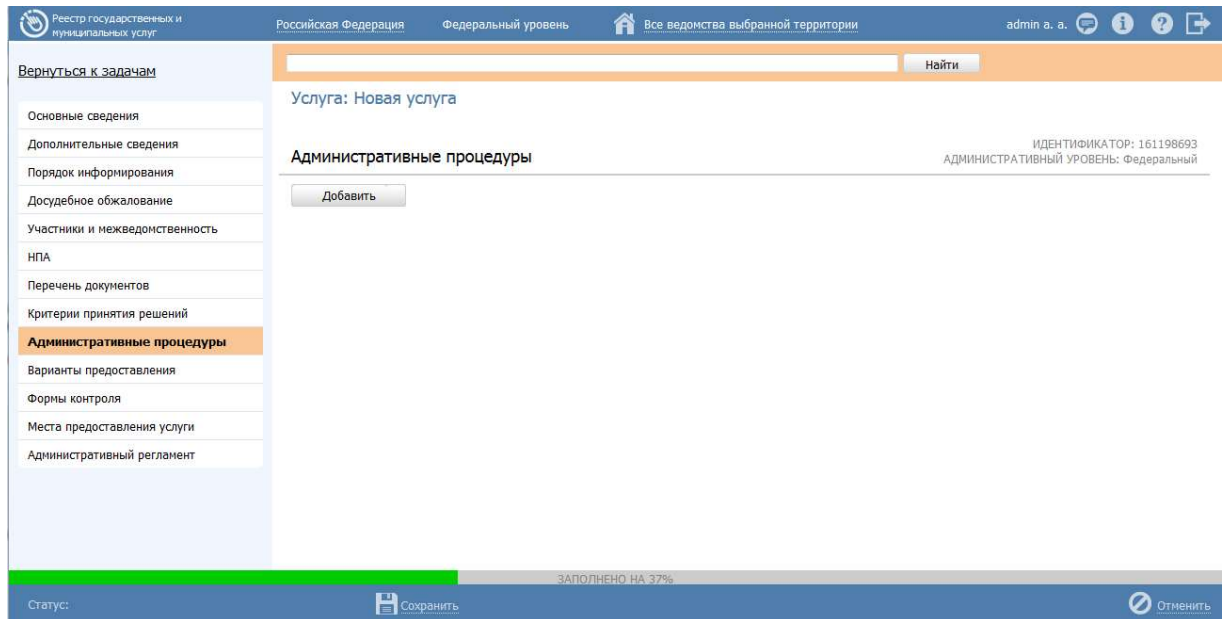 Реестр государственных и
муниципальных услуг
Российская Федерация
Федеральный уровень
Все ведомства выбранной территории
admin a. a.
Вернуться к задачам
Найти
Основные сведения
Дополнительные сведения
Порядок информирования
Досудебное обжалование
Участники и межведомственность
НПА
Перечень документов
Критерии принятия решений
Административные процедуры
Варианты предоставления
Формы контроля
Места предоставления услуги
Административный регламент
Услуга: Новая услуга
Административные процедуры
ИДЕНТИФИКАТОР: 161198693
АДМИНИСТРАТИВНЫЙ УРОВЕНЬ: Федеральный
Добавить
ЗАПОЛНЕНО НА 37%
Статус:
Сохранить
Отменить